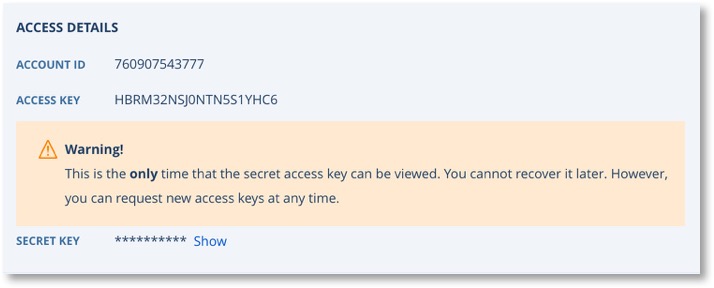 ACCESS DETAILS
ACCOUNT ID 760907543777
ACCESS KEY HBRM32NSJ0NTN5S1YHC6
Warning!
This is the only time that the secret access key can be viewed. You cannot recover it later. However,
you can request new access keys at any time.
SECRET KEY ********** Show